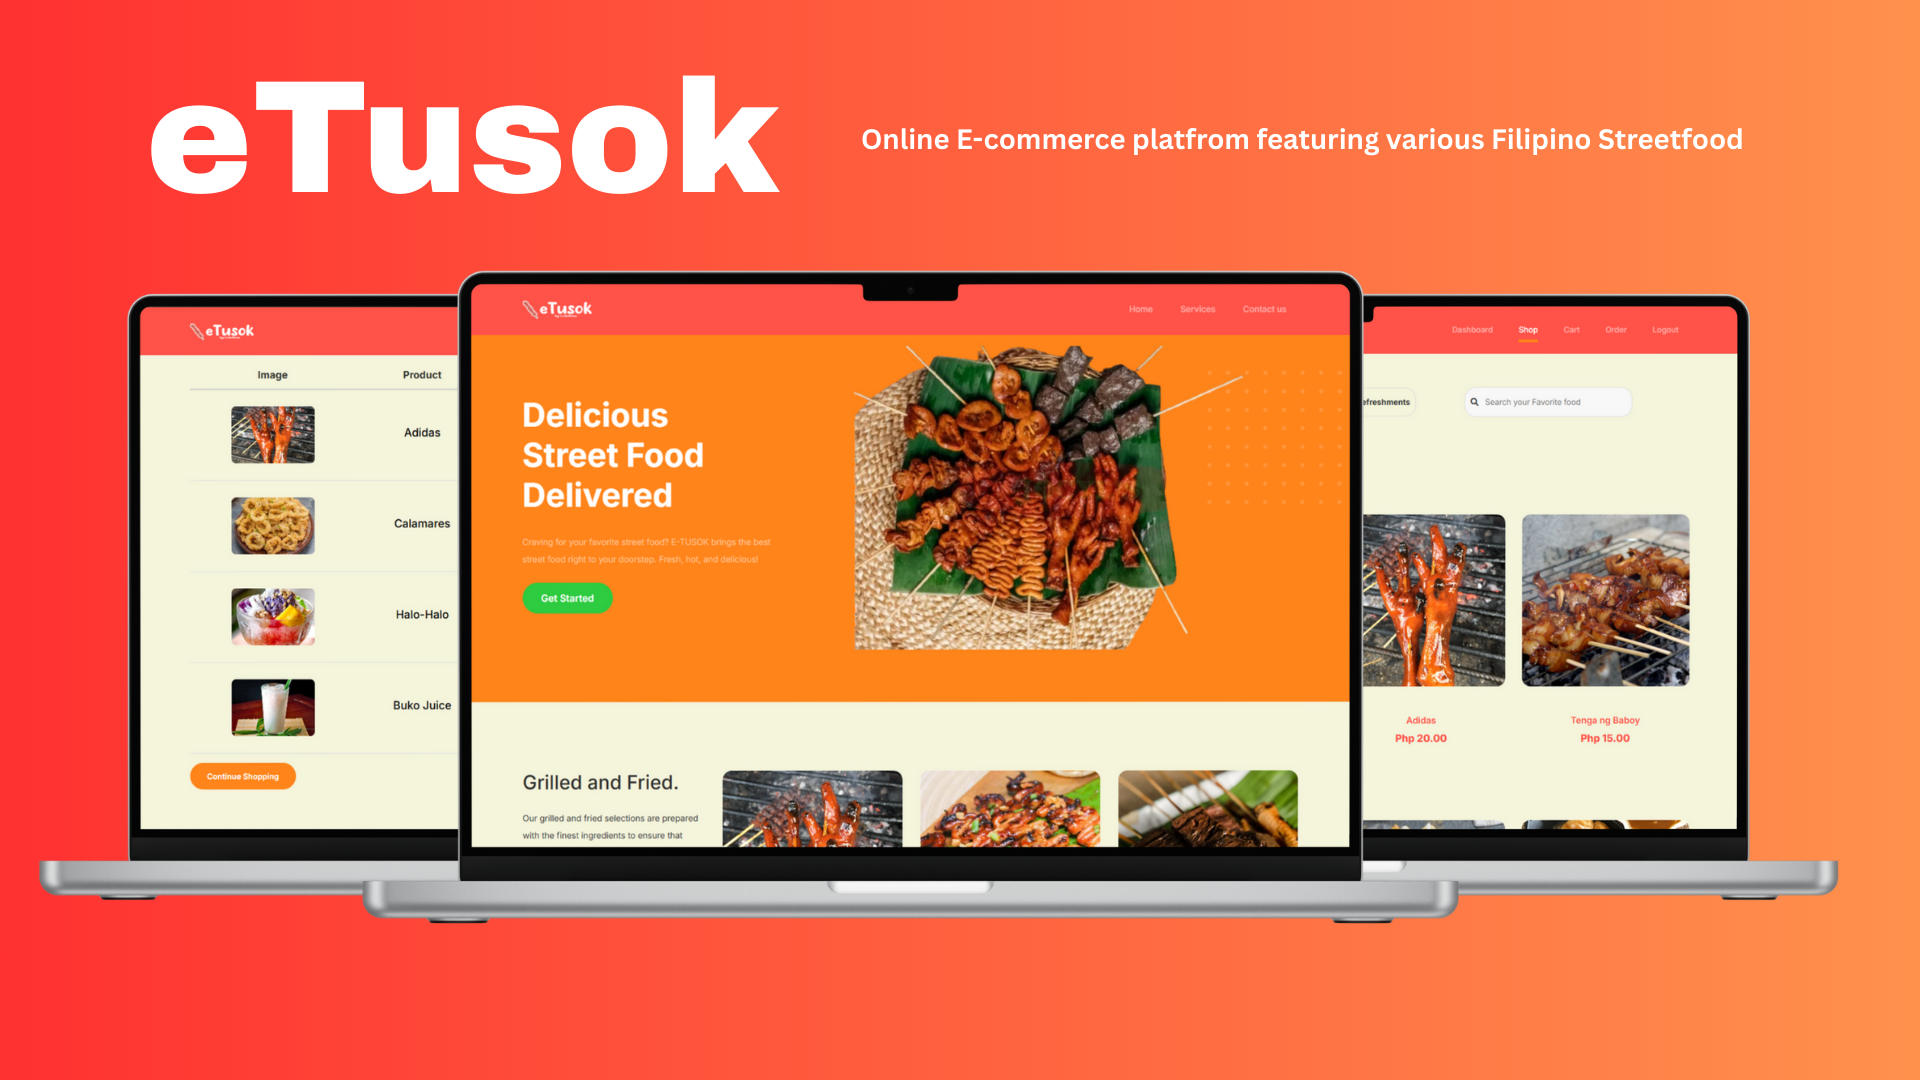 eTusok
Online E-commerce platfrom featuring various Filipino Streetfood
eTusok
Image Product
Adidas
Calamares
Halo-Halo
Buko Juice
Continue Shopping
eTusok
Home Services Contact us
Delicious
Street Food
Delivered
Craving for your favorite street food? E-TUSOK brings the best
street food right to your doorstep. Fresh, hot, and delicious!
Get Started
Grilled and Fried.
Our grilled and fried selections are prepared
with the finest ingredients to ensure that
Dashboard Shop Cart Order Logout
efreshments
Search your Favorite food
Adidas
Php 20.00
Tenga ng Baboy
Php 15.00